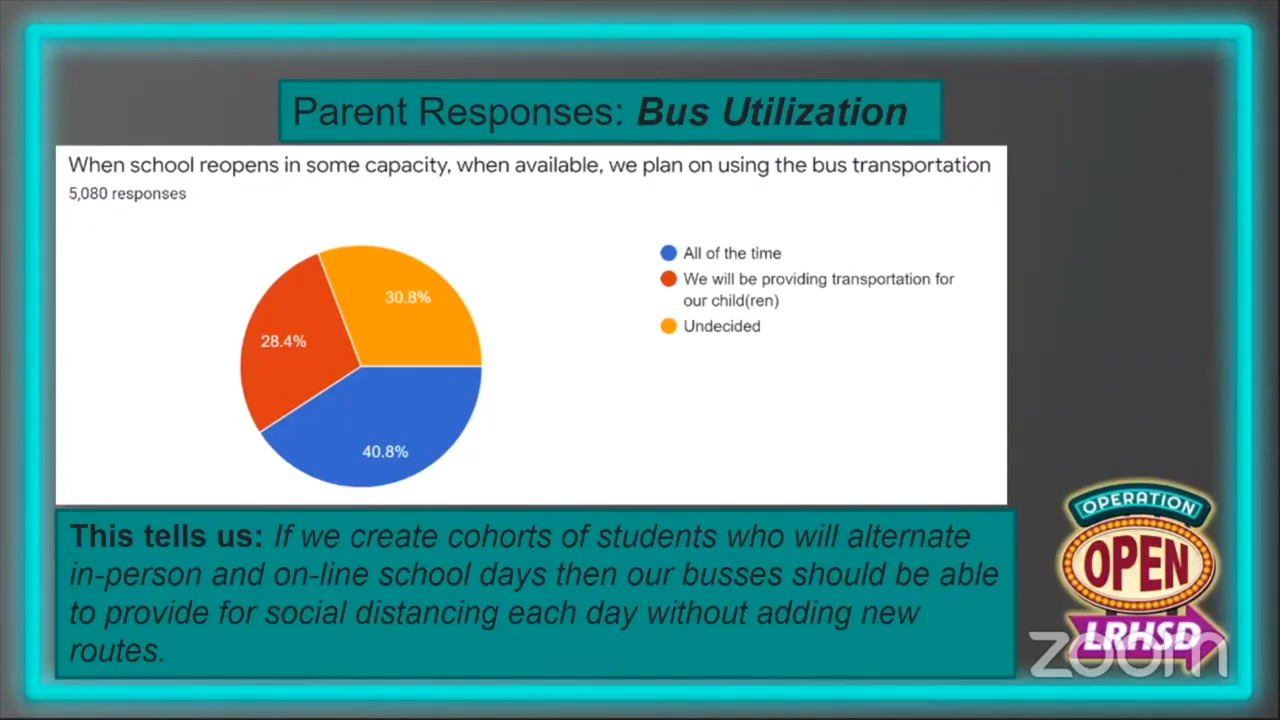 Parent Responses: Bus Utilization
When school reopens in some capacity, when available, we plan on using the bus transportation
5,080 responses
All of the time
We will be providing transportation for
our child(ren)
Undecided
30.8%
28.4%
40.8%
This tells us: If we create cohorts of students who will alternate
in-person and on-line school days then our busses should be able
to provide for social distancing each day without adding new
routes.
OPERATION
OPEN
LRHSD
zoom